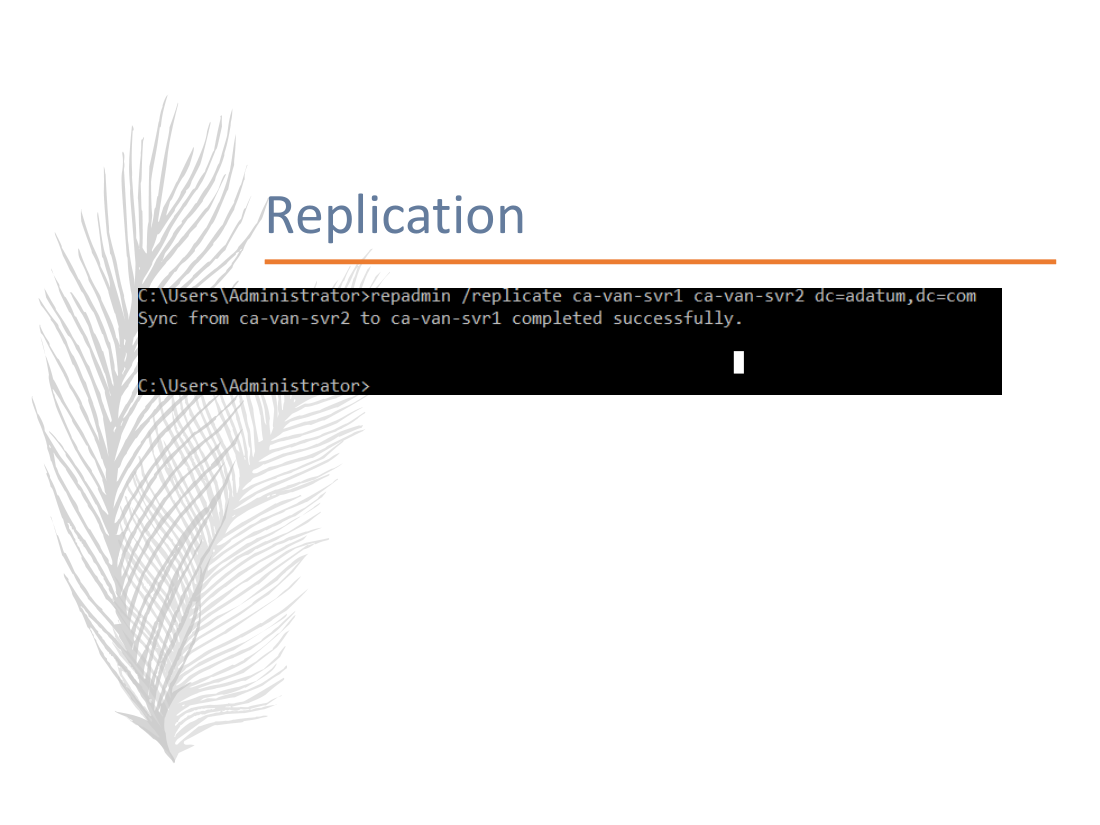 Replication
C:\Users\Administrator>repadmin /replicate ca-van-svr1 ca-van-svr2 dc=adatum,dc=com
Sync from ca-van-svr2 to ca-van-svr1 completed successfully.
C:\Users\Administrator>